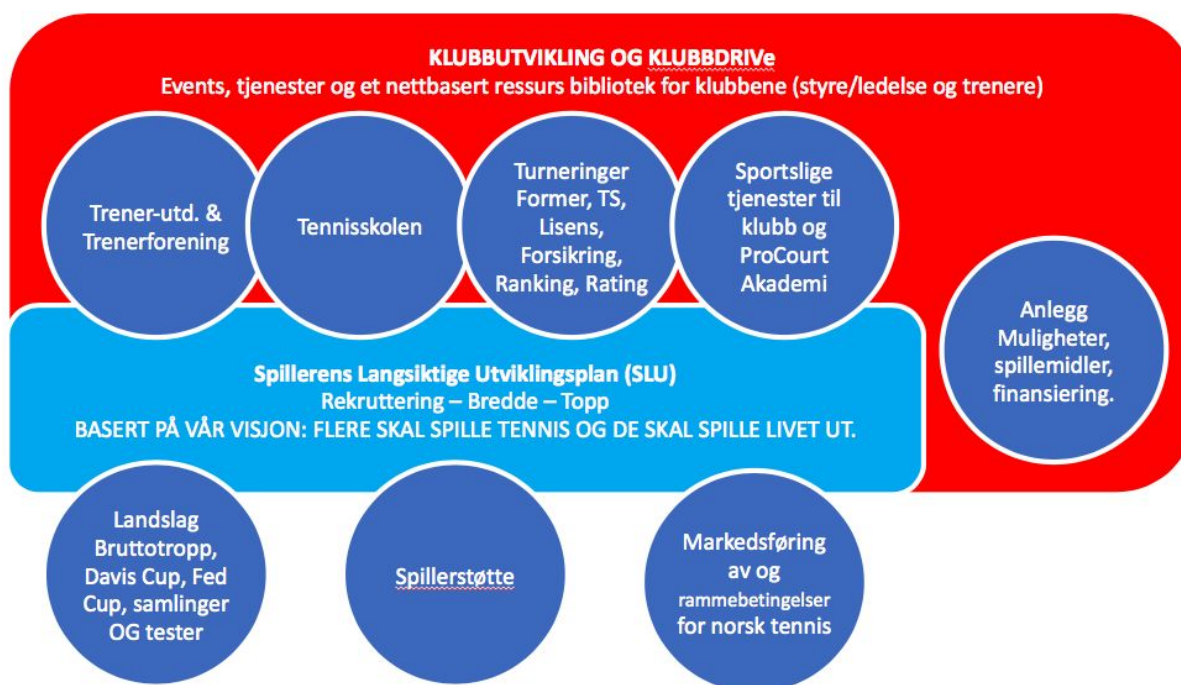 KLUBBUTVIKLING OG KLUBBDRIVe
Events, tjenester og et nettbasert ressurs bibliotek for klubbene (styre/ledelse og trenere)
Trener-utd. &
Trenerforening
Tennisskolen
Turneringer
Former, TS,
Lisens,
Forsikring,
Ranking, Rating
Sportslige
tjenester til
klubb og
ProCourt
Akademi
Anlegg
Muligheter,
spillemidler,
finansiering.
Spillerens Langsiktige Utviklingsplan (SLU)
Rekruttering – Bredde – Topp
BASERT PÅ VÅR VISJON: FLERE SKAL SPILLE TENNIS OG DE SKAL SPILLE LIVET UT.
Landslag
Bruttotropp,
Davis Cup, Fed
Cup, samlinger
OG tester
Spillerstøtte
Markedsføring
av og
rammebetingelser
for norsk tennis